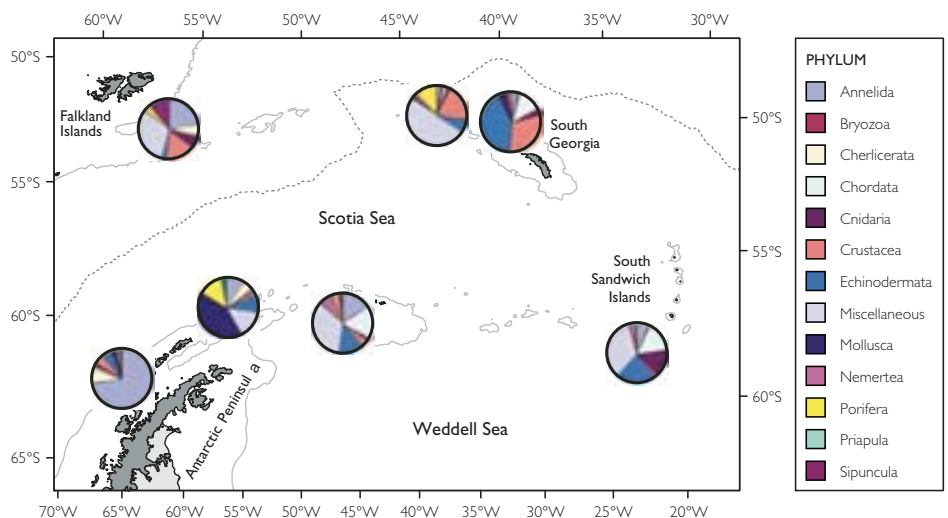 60°W 55°W 50°W 45°W 40°W 35°W 30°W
50°S
Falkland
Islands
50°S
South
Georgia
55°S
Scotia Sea
55°S
South
Sandwich
Islands
60°S
60°S
Antarctic Peninsul a
Weddell Sea
65°S
70°W 65°W 60°W 55°W 50°W 45°W 40°W 35°W 30°W 25°W 20°W
PHYLUM
Annelida
Bryozoa
Cherlicerata
Chordata
Cnidaria
Crustacea
Echinodermata
Miscellaneous
Mollusca
Nemertea
Porifera
Priapula
Sipuncula